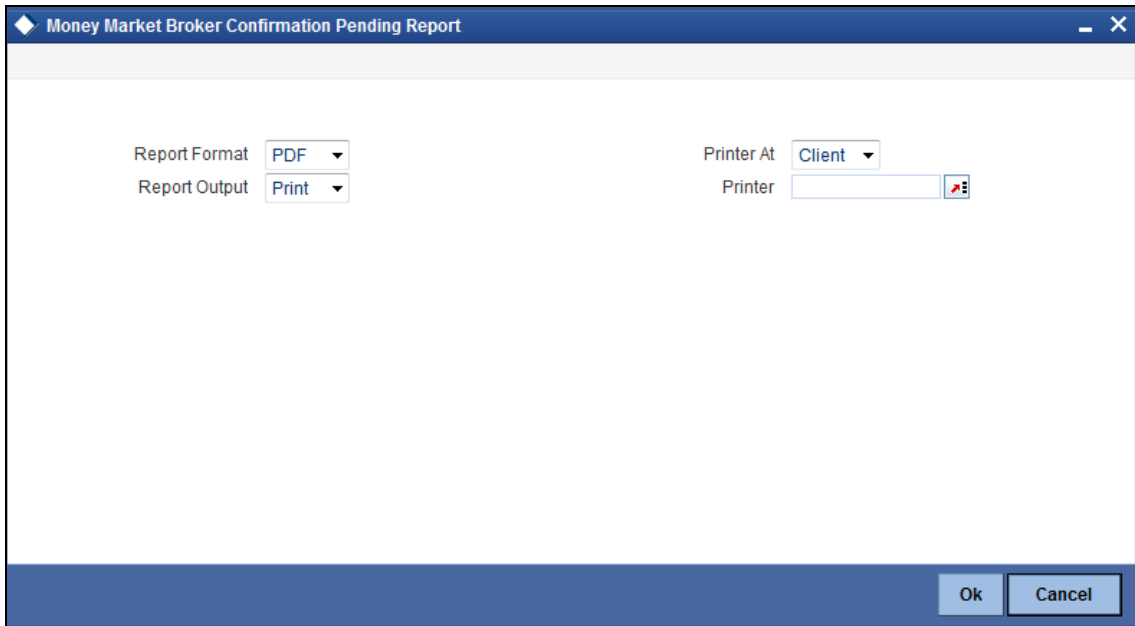 Money Market Broker Confirmation Pending Report
Report Format PDF
Printer At Client
Report Output Print
Printer
Ok Cancel